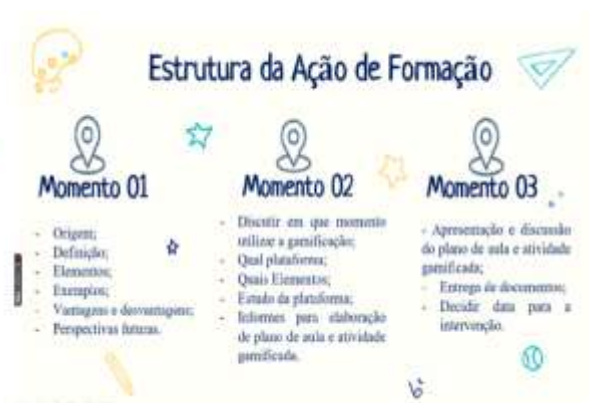 Estrutura da Ação de Formação
Momento 01
- Origem;
- Definição;
- Elementos;
- Exemplos;
- Vantagens e desvantagens;
- Perspectivas futuras.
Momento 02
- Discutir em que momento
utilizar a gamificação;
- Qual plataforma;
- Quais Elementos;
- Estudo da plataforma;
- Informes para elaboração
de plano de aula e atividade
gamificada.
Momento 03
- Apresentação e discussão
do plano de aula e atividade
gamificada;
- Entrega de documentos;
- Decidir data para a
intervenção.